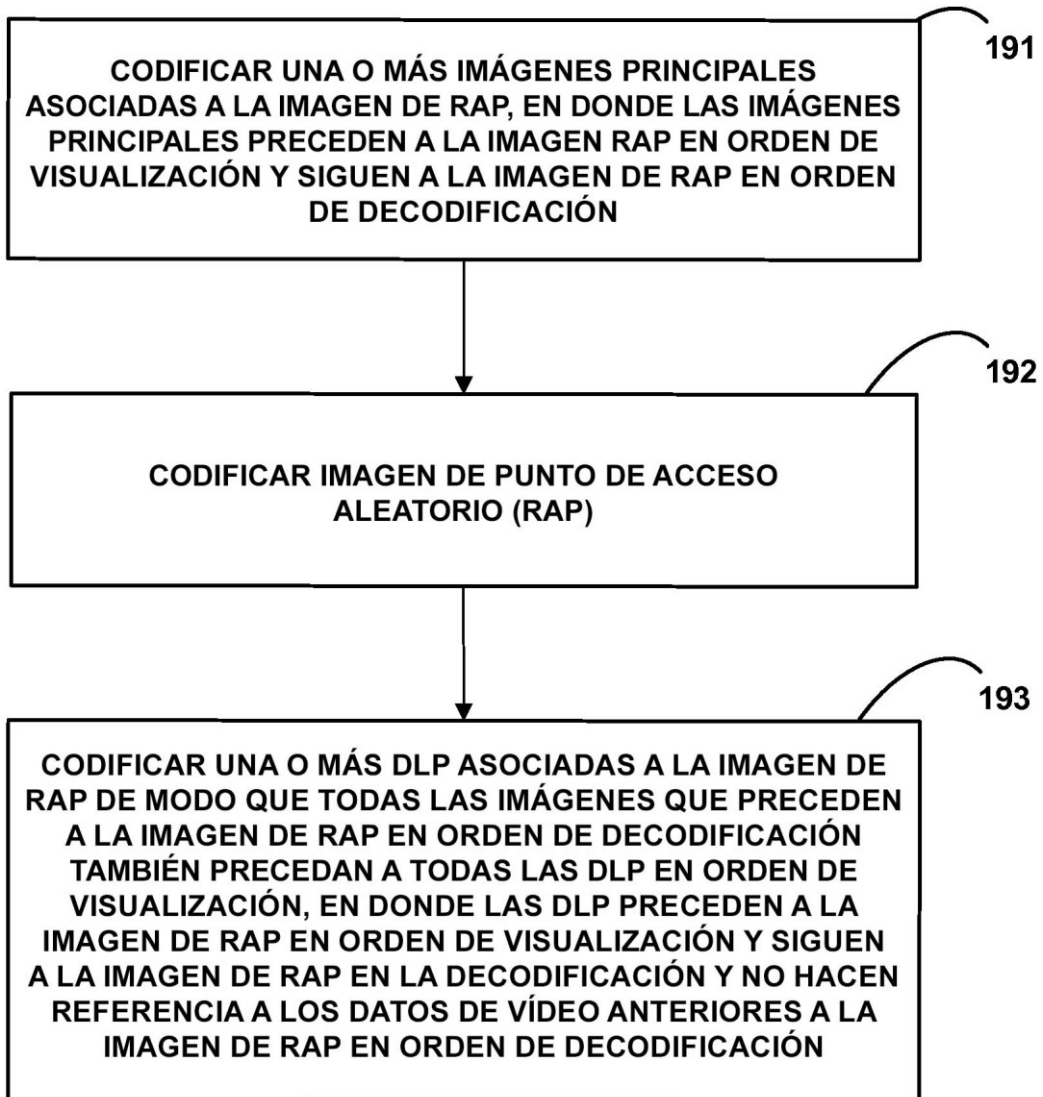 191
CODIFICAR UNA O MÁS IMÁGENES PRINCIPALES
ASOCIADAS A LA IMAGEN DE RAP, EN DONDE LAS IMÁGENES
PRINCIPALES PRECEDEN A LA IMAGEN RAP EN ORDEN DE
VISUALIZACIÓN Y SIGUEN A LA IMAGEN DE RAP EN ORDEN
DE DECODIFICACIÓN
192
CODIFICAR IMAGEN DE PUNTO DE ACCESO
ALEATORIO (RAP)
193
CODIFICAR UNA O MÁS DLP ASOCIADAS A LA IMAGEN DE
RAP DE MODO QUE TODAS LAS IMÁGENES QUE PRECEDEN
A LA IMAGEN DE RAP EN ORDEN DE DECODIFICACIÓN
TAMBIÉN PRECEDAN A TODAS LAS DLP EN ORDEN DE
VISUALIZACIÓN, EN DONDE LAS DLP PRECEDEN A LA
IMAGEN DE RAP EN ORDEN DE VISUALIZACIÓN Y SIGUEN
A LA IMAGEN DE RAP EN LA DECODIFICACIÓN Y NO HACEN
REFERENCIA A LOS DATOS DE VÍDEO ANTERIORES A LA
IMAGEN DE RAP EN ORDEN DE DECODIFICACIÓN